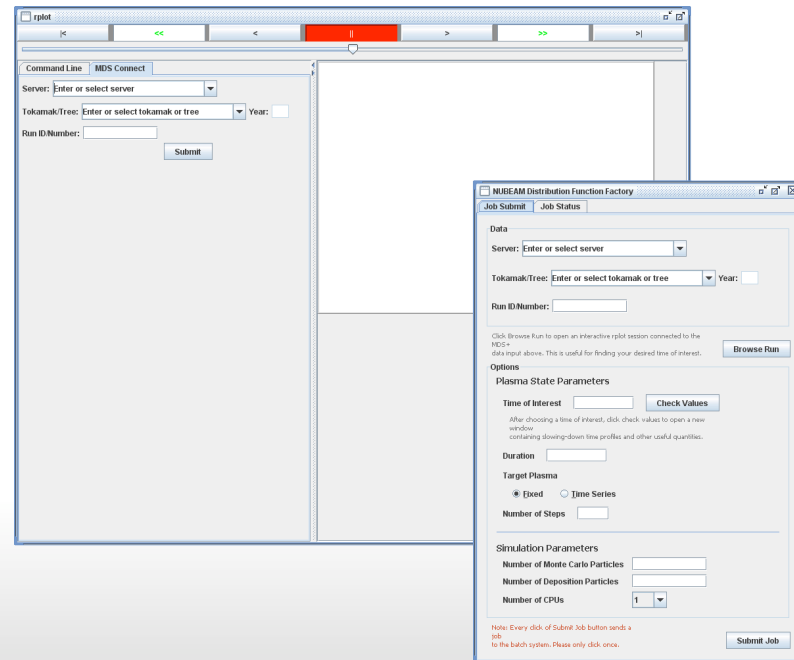 rplot
|< << < || > >> >|
Command Line MDS Connect
Server: Enter or select server
Tokamak/Tree: Enter or select tokamak or tree Year:
Run ID/Number:
Submit
NUBEAM Distribution Function Factory
Job Submit Job Status
Data
Server: Enter or select server
Tokamak/Tree: Enter or select tokamak or tree Year:
Run ID/Number:
Click Browse Run to open an interactive rplot session connected to the
MDS+
data input above. This is useful for finding your desired time of interest.
Browse Run
Options
Plasma State Parameters
Time of Interest Check Values
After choosing a time of interest, click check values to open a new
window
containing slowing-down time profiles and other useful quantities.
Duration
Target Plasma
Fixed Time Series
Number of Steps
Simulation Parameters
Number of Monte Carlo Particles
Number of Deposition Particles
Number of CPUs 1
Note: Every click of Submit Job button sends a
job
to the batch system. Please only click once.
Submit Job